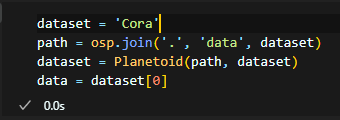 dataset = 'Cora'
path = osp.join('.', 'data', dataset)
dataset = Planetoid(path, dataset)
data = dataset[0]
0.0s